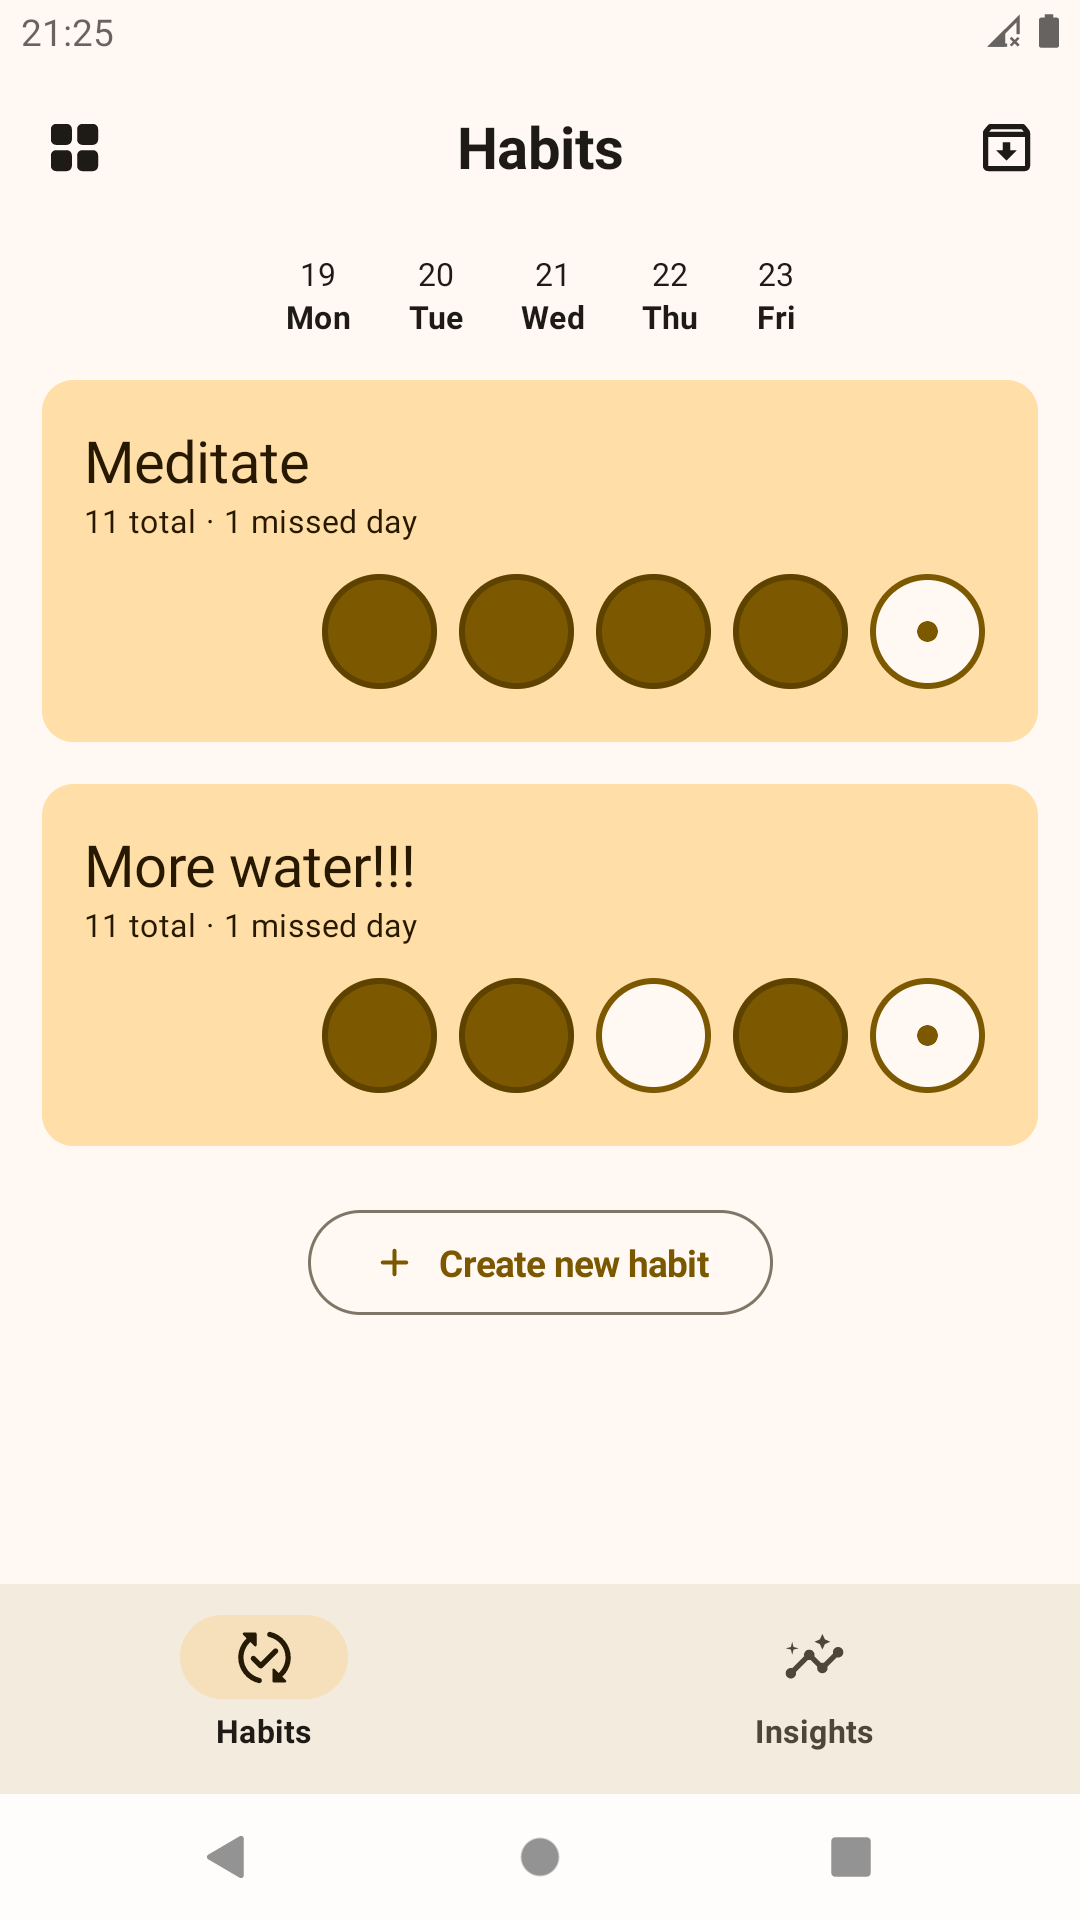 21:25
Habits
19 20 21 22 23
Mon Tue Wed Thu Fri
Meditate
11 total · 1 missed day
More water!!!
11 total · 1 missed day
Create new habit
Habits Insights